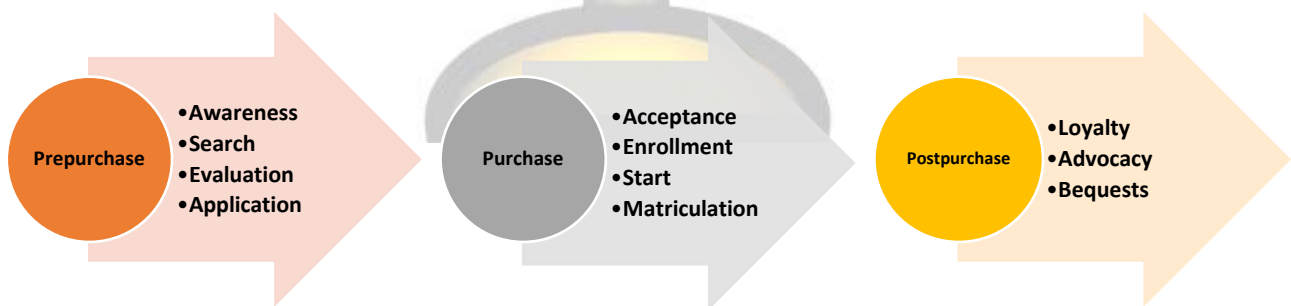 Prepurchase
•Awareness
•Search
•Evaluation
•Application
Purchase
•Acceptance
•Enrollment
•Start
•Matriculation
Postpurchase
•Loyalty
•Advocacy
•Bequests